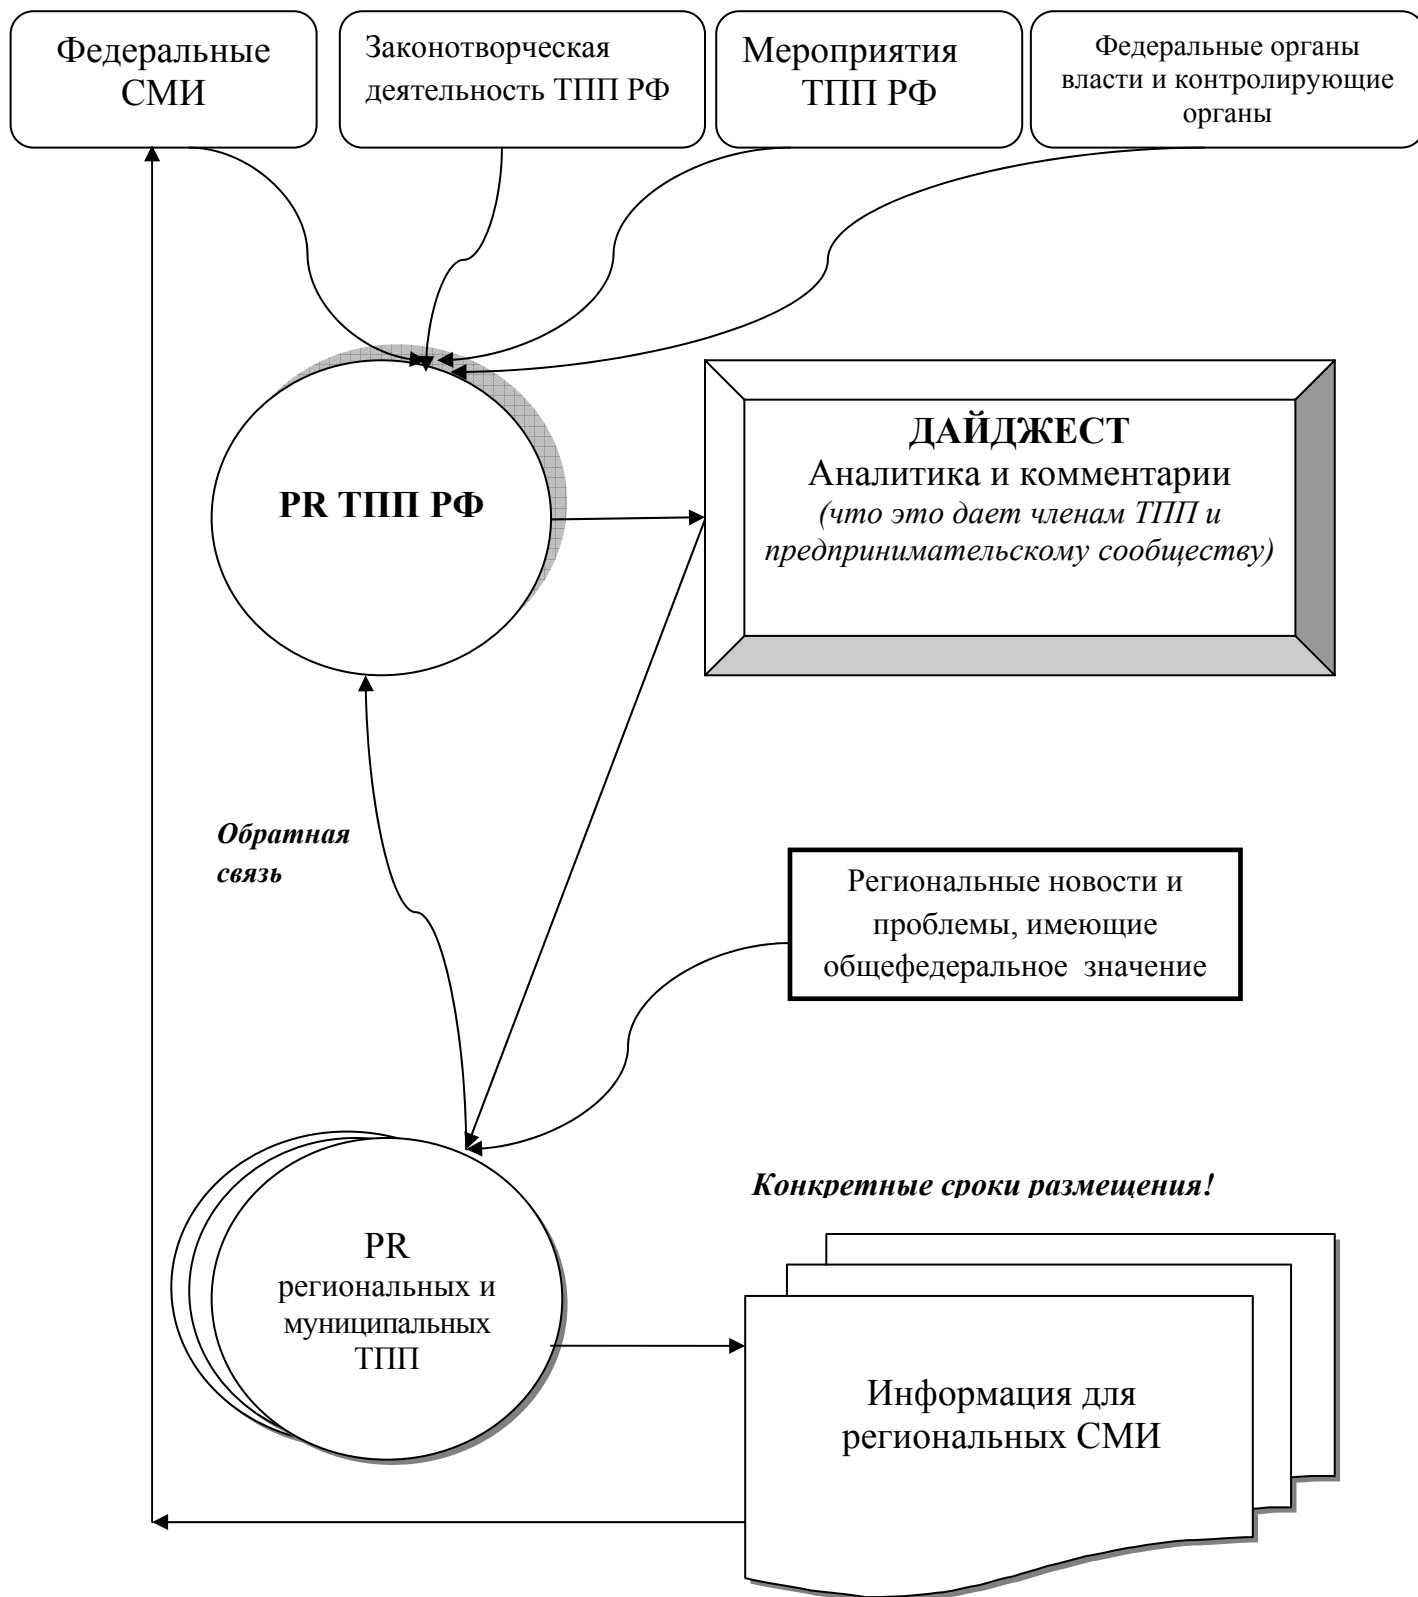 Федеральные
СМИ
Законотворческая
деятельность ТПП РФ
Мероприятия
ТПП РФ
Федеральные органы
власти и контролирующие
органы
PR ТПП РФ
ДАЙДЖЕСТ
Аналитика и комментарии
(что это дает членам ТПП и
предпринимательскому сообществу)
Обратная
связь
Региональные новости и
проблемы, имеющие
общефедеральное значение
Конкретные сроки размещения!
PR
региональных и
муниципальных
ТПП
Информация для
региональных СМИ